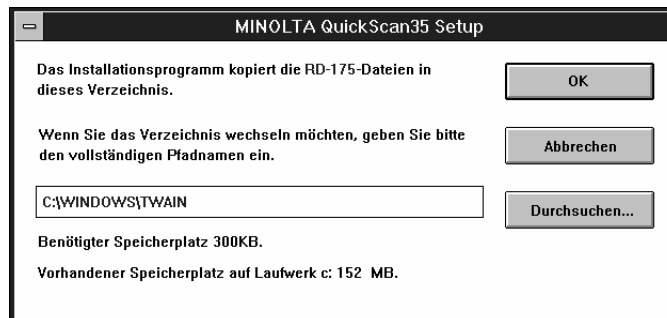 MINOLTA QuickScan35 Setup
Das Installationsprogramm kopiert die RD-175-Dateien in
dieses Verzeichnis.
OK
Wenn Sie das Verzeichnis wechseln möchten, geben Sie bitte
den vollständigen Pfadnamen ein.
Abbrechen
C:\WINDOWS\TWAIN
Durchsuchen...
Benötigter Speicherplatz 300KB.
Vorhandener Speicherplatz auf Laufwerk c: 152 MB.